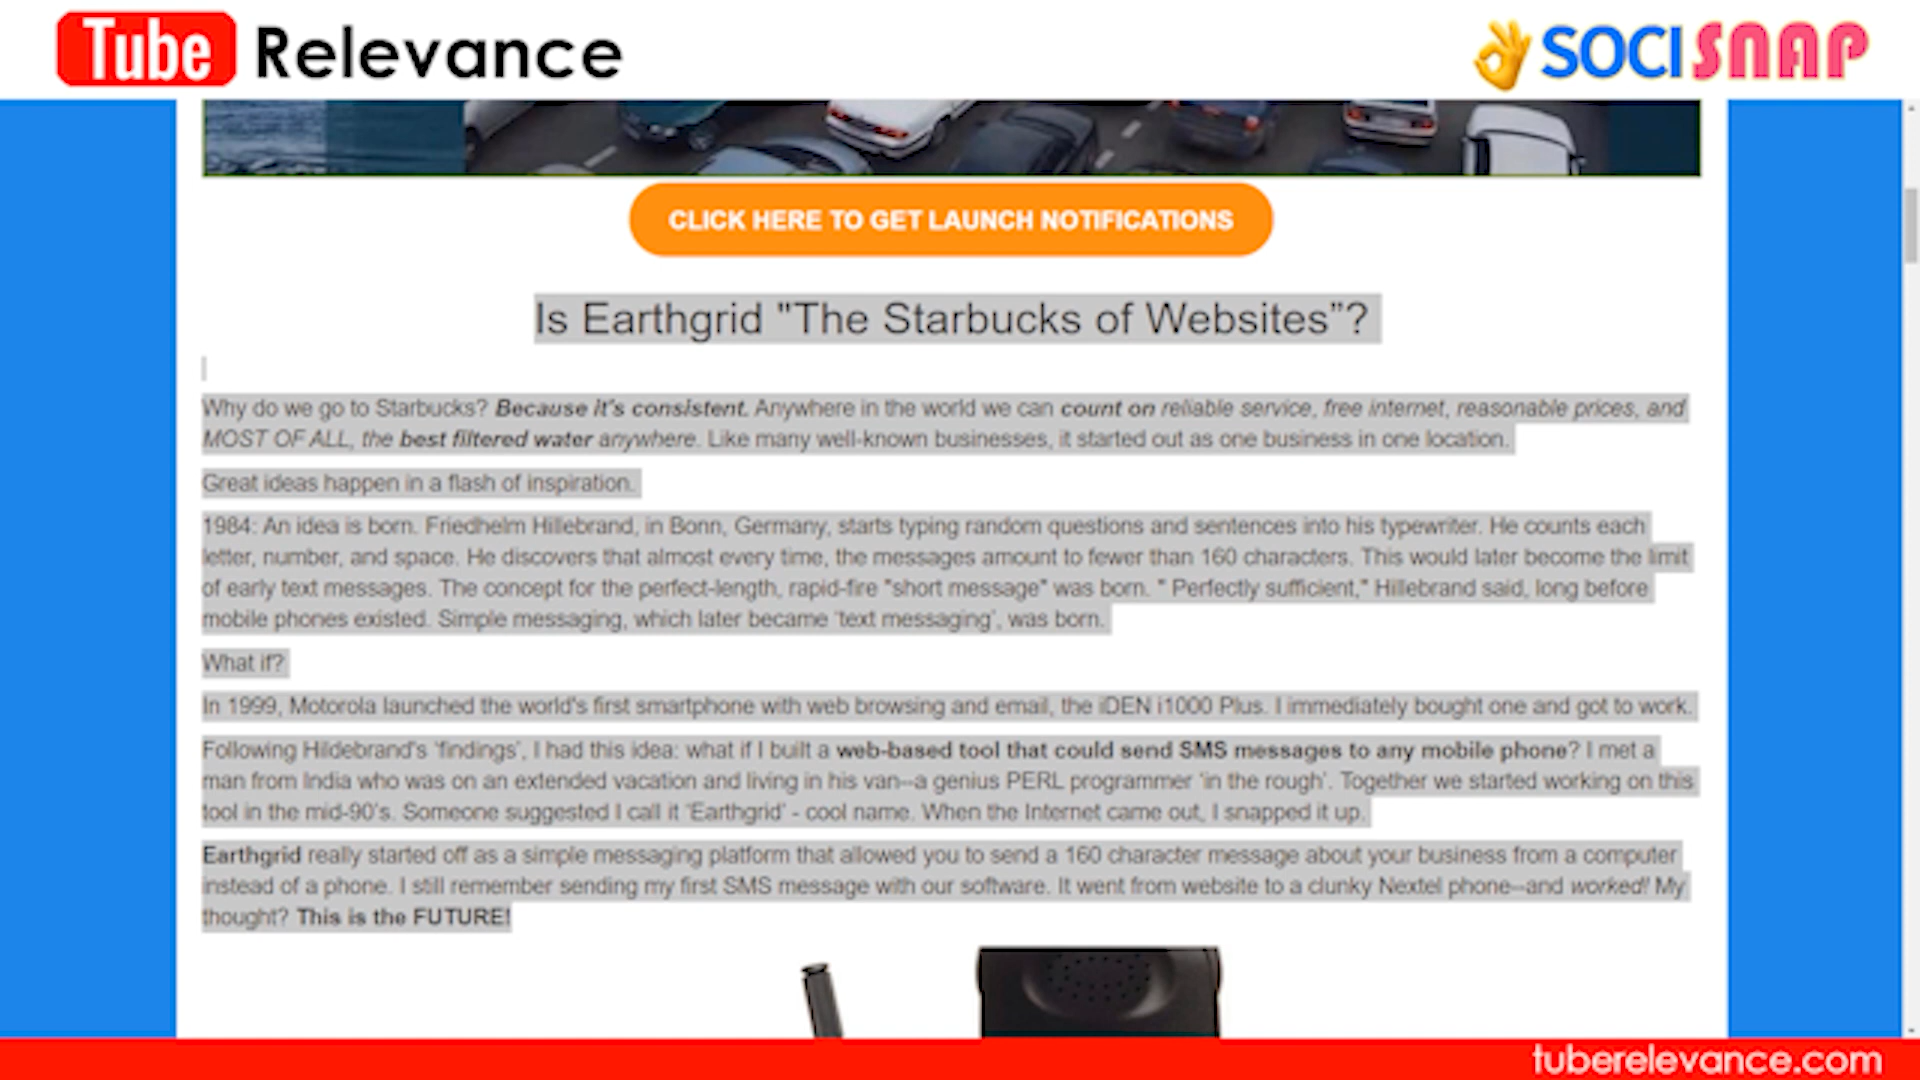 Tube Relevance
SOCISNAP
CLICK HERE TO GET LAUNCH NOTIFICATIONS
Is Earthgrid "The Starbucks of Websites”?
Why do we go to Starbucks? Because it's consistent. Anywhere in the world we can count on reliable service, free internet, reasonable prices, and
MOST OF ALL, the best filtered water anywhere. Like many well-known businesses, it started out as one business in one location.
Great ideas happen in a flash of inspiration.
1984: An idea is born. Friedhelm Hillebrand, in Bonn, Germany, starts typing random questions and sentences into his typewriter. He counts each
letter, number, and space. He discovers that almost every time, the messages amount to fewer than 160 characters. This would later become the limit
of early text messages. The concept for the perfect-length, rapid-fire "short message" was born. " Perfectly sufficient," Hillebrand said, long before
mobile phones existed. Simple messaging, which later became 'text messaging', was born.
What if?
In 1999, Motorola launched the world's first smartphone with web browsing and email, the iDEN i1000 Plus. I immediately bought one and got to work.
Following Hildebrand's 'findings', I had this idea: what if I built a web-based tool that could send SMS messages to any mobile phone? I met a
man from India who was on an extended vacation and living in his van--a genius PERL programmer 'in the rough'. Together we started working on this
tool in the mid-90's. Someone suggested I call it 'Earthgrid' - cool name. When the Internet came out, I snapped it up.
Earthgrid really started off as a simple messaging platform that allowed you to send a 160 character message about your business from a computer
instead of a phone. I still remember sending my first SMS message with our software. It went from website to a clunky Nextel phone--and worked! My
thought? This is the FUTURE!
tuberelevance.com